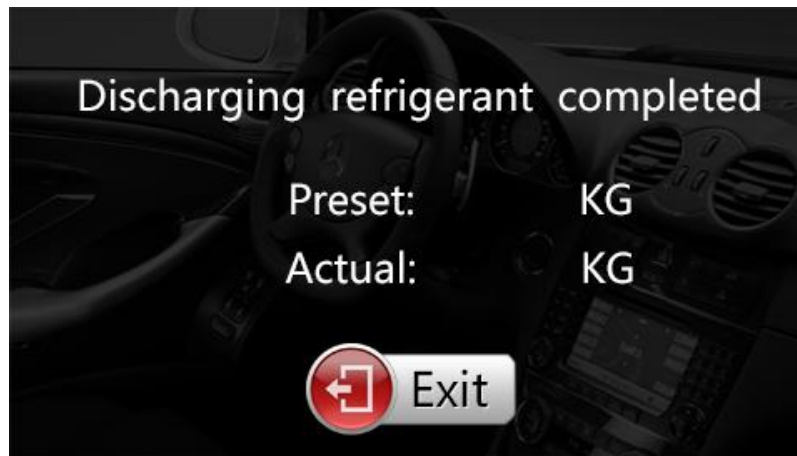 Discharging refrigerant completed
Preset: KG
Actual: KG
Exit